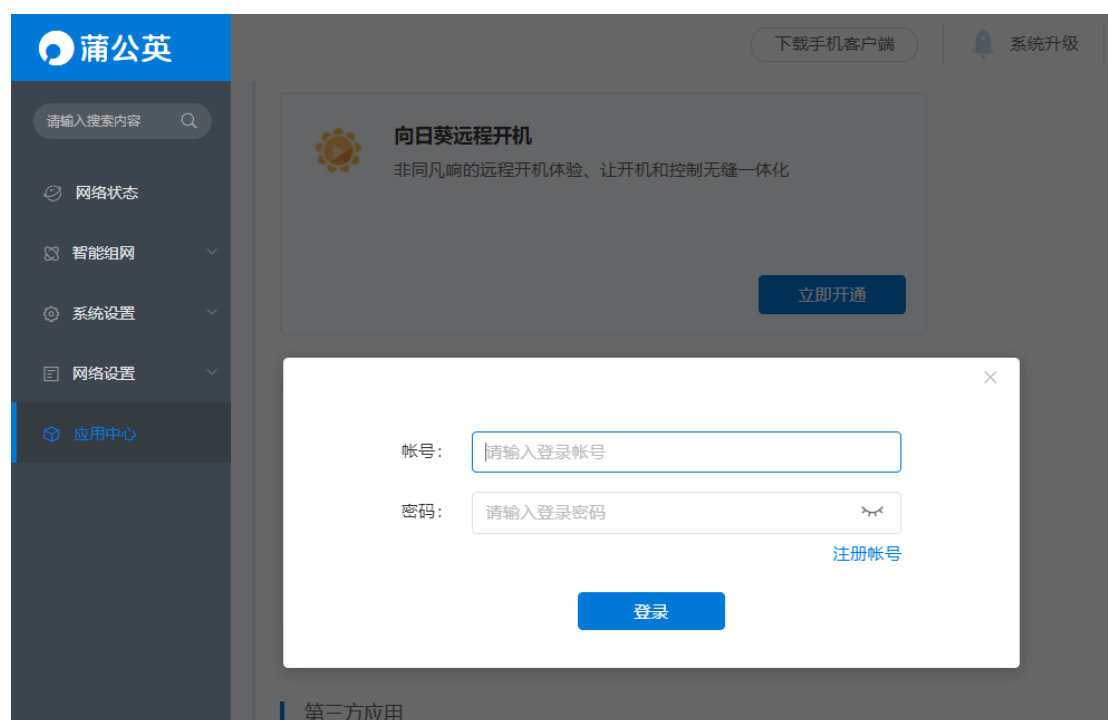 蒲公英
下载手机客户端
系统升级
请输入搜索内容
向日葵远程开机
非同凡响的远程开机体验、让开机和控制无缝一体化
网络状态
智能组网
系统设置
立即开通
网络设置
应用中心
帐号:
请输入登录帐号
密码:
请输入登录密码
注册帐号
登录
第三方应用